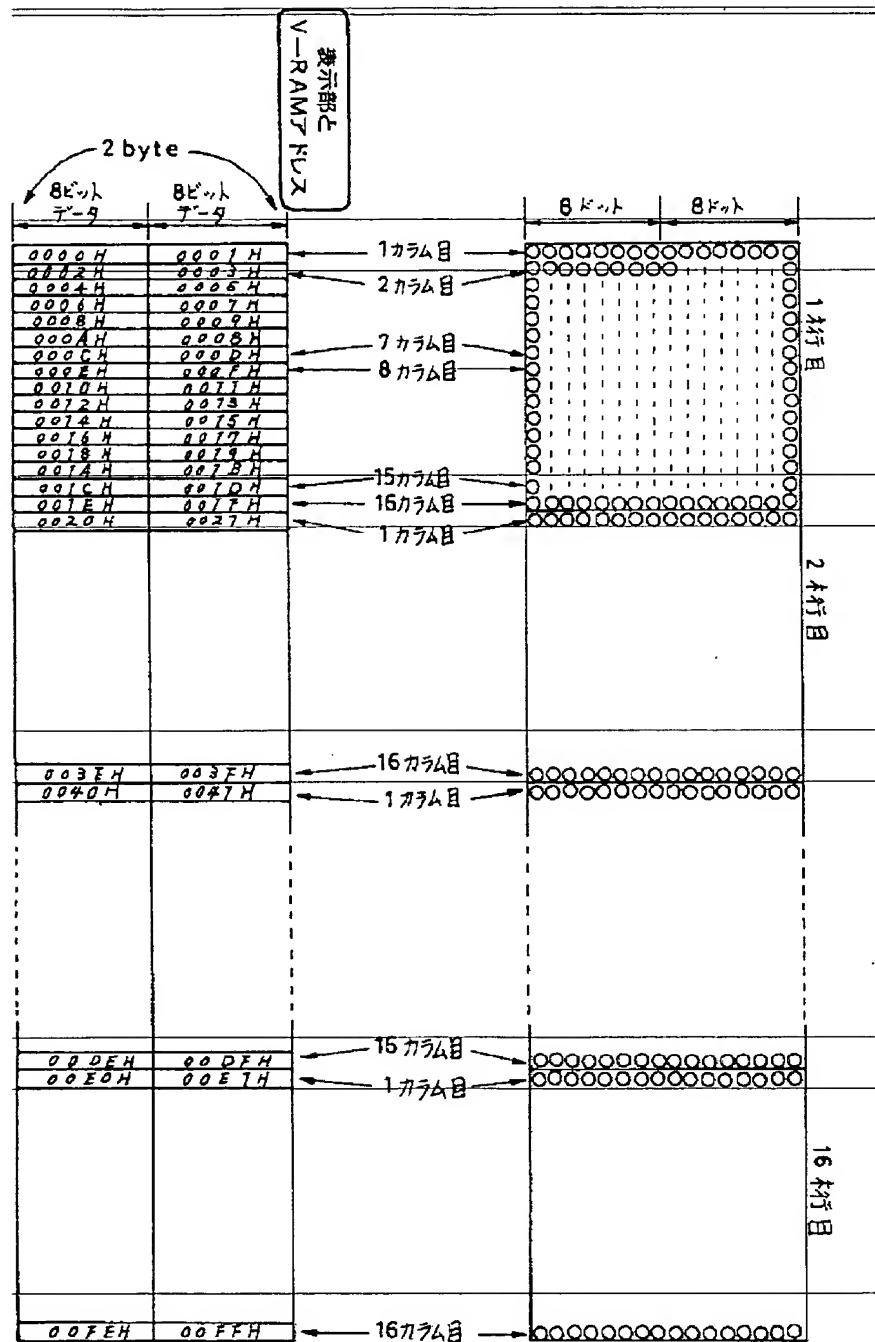 表示部と
V-RAMアドレス
2 byte
8ビット
データ
8ビット
データ
8ドット
8ドット
0000H 0001H 1カラム目
0002H 0003H 2カラム目
0004H 0005H
0006H 0007H
0008H 0009H
000AH 000BH
000CH 000DH 7カラム目
000EH 000FH 8カラム目
0010H 0011H
0012H 0013H
0014H 0015H
0016H 0017H
0018H 0019H
001AH 001BH
001CH 001DH 15カラム目
001EH 001FH 16カラム目
0020H 0021H 1カラム目
1桁目
2桁目
003EH 003FH 16カラム目
0040H 0041H 1カラム目
00DEH 00DFH 15カラム目
00E0H 00E1H 1カラム目
16桁目
00FEH 00FFH 16カラム目